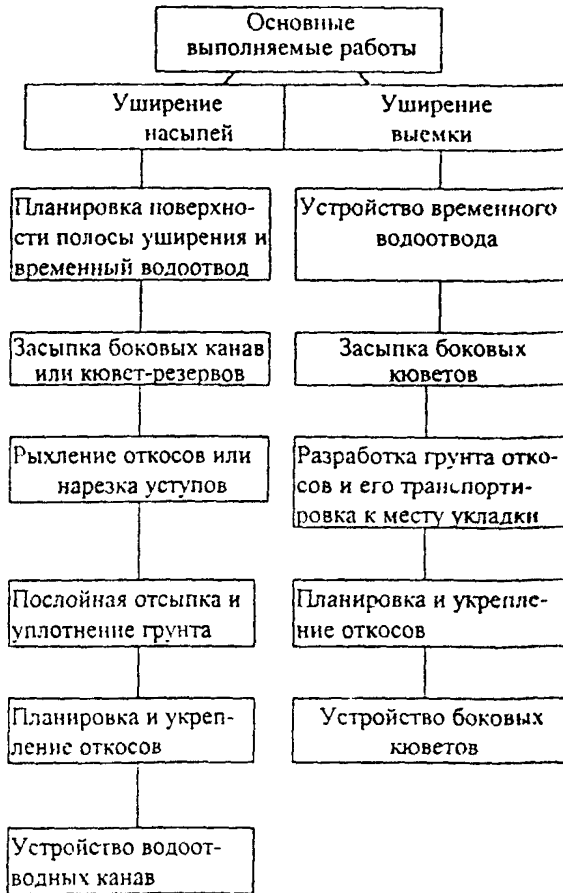 Основные
выполняемые работы
Уширение
насыпей
Уширение
выемки
Планировка поверхно-
сти полосы уширения и
временный водоотвод
Устройство временного
водоотвода
Засыпка боковых канав
или кювет-резервов
Засыпка боковых
кюветов
Рыхление откосов или
нарезка уступов
Разработка грунта отко-
сов и его транспорти-
ровка к месту укладки
Послойная отсыпка и
уплотнение грунта
Планировка и укрепле-
ние откосов
Планировка и укреп-
ление откосов
Устройство боковых
кюветов
Устройство водоот-
водных канав